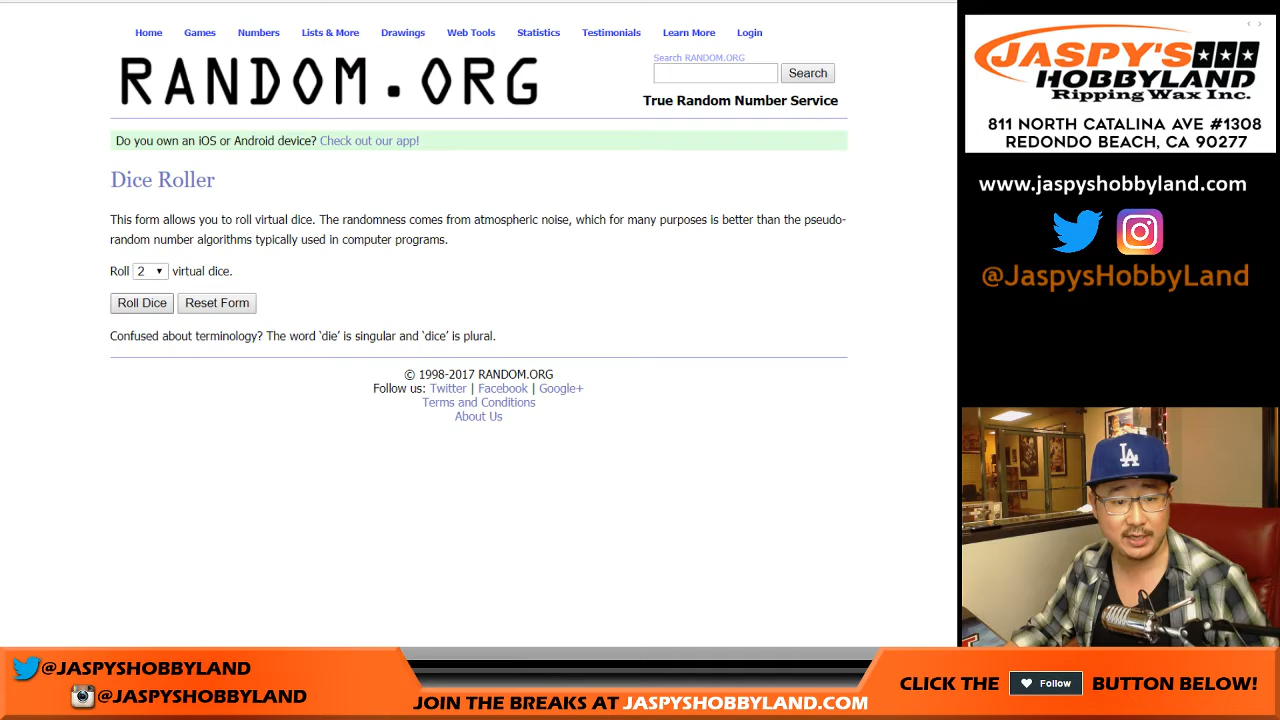 Home Games Numbers Lists & More Drawings Web Tools Statistics Testimonials Learn More Login
RANDOM.ORG
Search RANDOM.ORG
Search
True Random Number Service
Do you own an iOS or Android device? Check out our app!
Dice Roller
This form allows you to roll virtual dice. The randomness comes from atmospheric noise, which for many purposes is better than the pseudo-
random number algorithms typically used in computer programs.
Roll 2 virtual dice.
Roll Dice Reset Form
Confused about terminology? The word ‘die’ is singular and ‘dice’ is plural.
© 1998-2017 RANDOM.ORG
Follow us: Twitter | Facebook | Google+
Terms and Conditions
About Us
JASPY'S
HOBBYLAND
Ripping Wax Inc.
811 NORTH CATALINA AVE #1308
REDONDO BEACH, CA 90277
www.jaspyshobbyland.com
@JaspysHobbyLand
LA
@JASPYSHOBBYLAND
@JASPYSHOBBYLAND
JOIN THE BREAKS AT JASPYSHOBBYLAND.COM
CLICK THE Follow BUTTON BELOW!